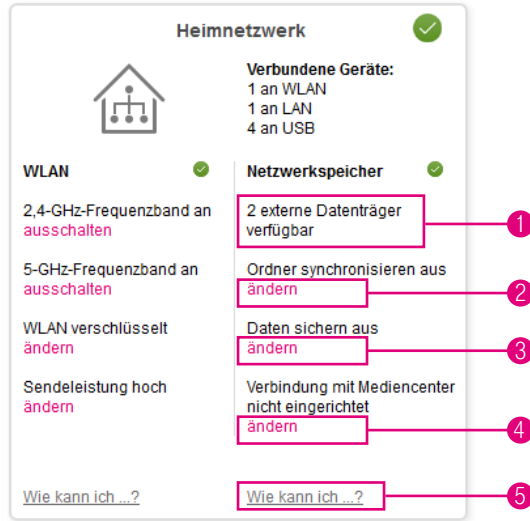 Heimnetzwerk
Verbundene Geräte:
1 an WLAN
1 an LAN
4 an USB
WLAN
2,4-GHz-Frequenzband an
ausschalten
5-GHz-Frequenzband an
ausschalten
WLAN verschlüsselt
ändern
Sendeleistung hoch
ändern
Wie kann ich ...?
Netzwerkspeicher
2 externe Datenträger
verfügbar
1
Ordner synchronisieren aus
ändern
2
Daten sichern aus
ändern
3
Verbindung mit Mediencenter
nicht eingerichtet
ändern
4
Wie kann ich ...?
5